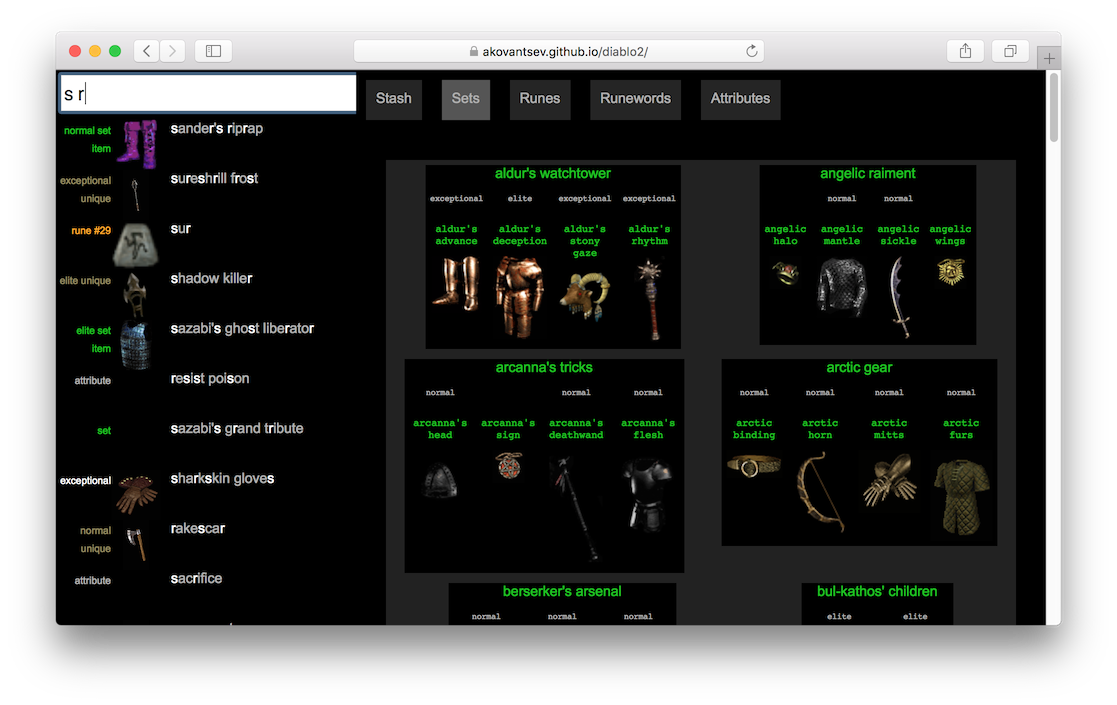 akovantsev.github.io/diablo2/
s r
Stash Sets Runes Runewords Attributes
normal set
item
sander's riprap
exceptional
unique
sureshrill frost
rune #29
sur
elite unique
shadow killer
elite set
item
sazabi's ghost liberator
attribute
resist poison
set
sazabi's grand tribute
exceptional
sharkskin gloves
normal
unique
rakescar
attribute
sacrifice
aldur's watchtower
exceptional elite exceptional exceptional
aldur's aldur's aldur's aldur's
advance deception stony rhythm
gaze
angelic raiment
normal normal
angelic angelic angelic angelic
halo mantle sickle wings
arcanna's tricks
normal normal normal
arcanna's arcanna's arcanna's arcanna's
head sign deathwand flesh
arctic gear
normal normal normal normal
arctic arctic arctic arctic
binding horn mitts furs
berserker's arsenal
normal normal normal
bul-kathos' children
elite elite